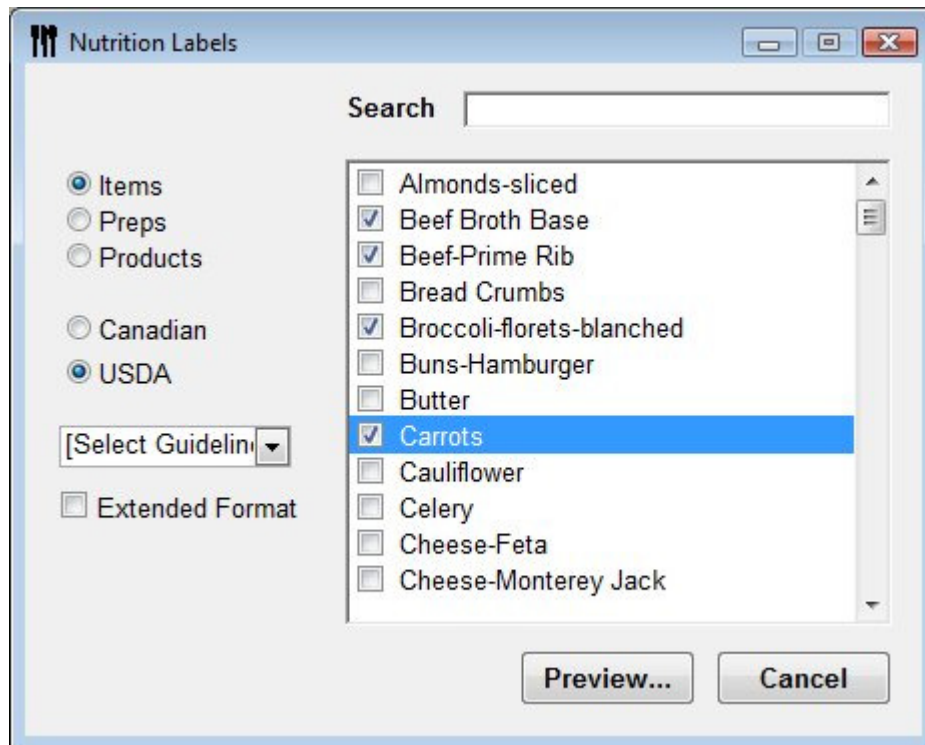 Nutrition Labels
Search
Items
Preps
Products
Canadian
USDA
[Select Guidelin
Extended Format
Almonds-sliced
Beef Broth Base
Beef-Prime Rib
Bread Crumbs
Broccoli-florets-blanched
Buns-Hamburger
Butter
Carrots
Cauliflower
Celery
Cheese-Feta
Cheese-Monterey Jack
Preview...
Cancel